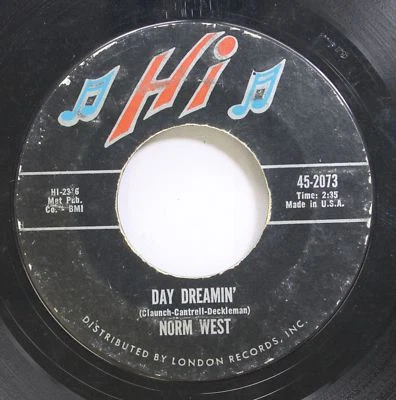 Hi
HI-2316
Met Pub.
Co. - BMI
45-2073
Time: 2:35
Made in U.S.A.
DAY DREAMIN'
(Claunch-Cantrell-Deckleman)
NORM WEST
DISTRIBUTED BY LONDON RECORDS, INC.